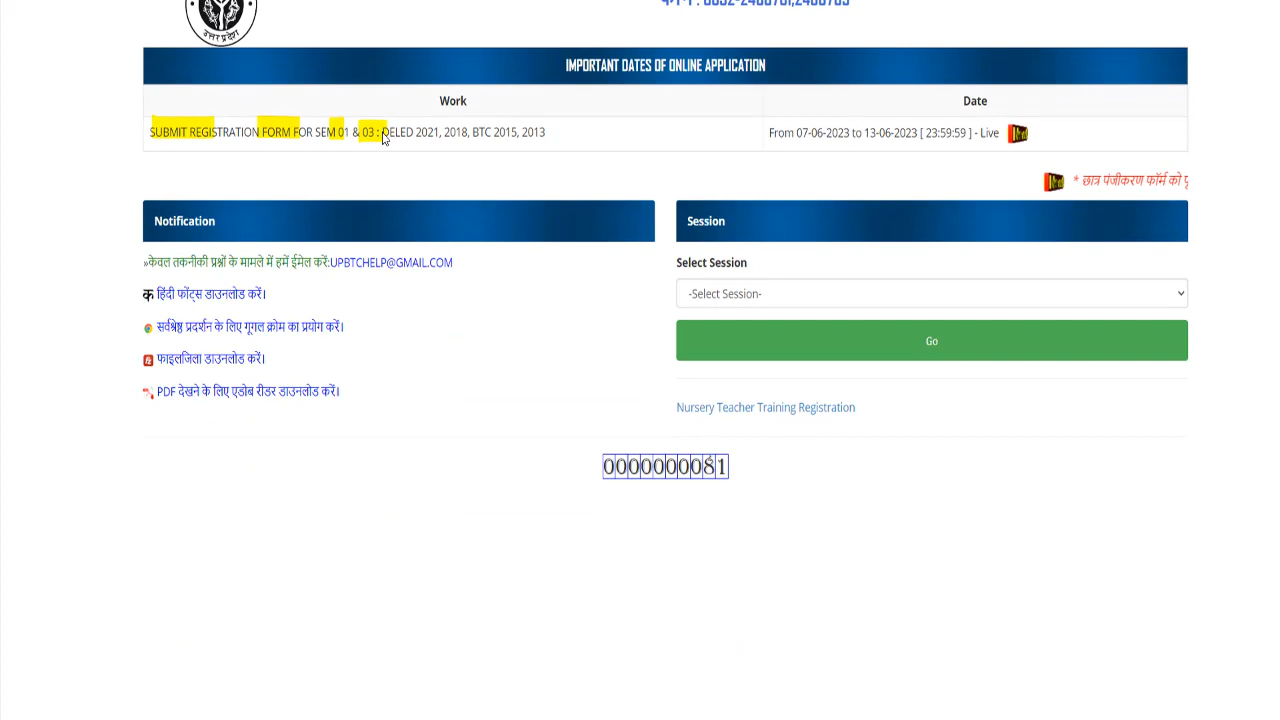 उत्तर प्रदेश
IMPORTANT DATES OF ONLINE APPLICATION
Work
Date
SUBMIT REGISTRATION FORM FOR SEM 01 & 03 : DELED 2021, 2018, BTC 2015, 2013
From 07-06-2023 to 13-06-2023 [ 23:59:59 ] - Live
* छात्र पंजीकरण फॉर्म को
Notification
Session
»केवल तकनीकी प्रश्नों के मामले में हमें ईमेल करें:UPBTCHELP@GMAIL.COM
Select Session
क हिंदी फोंट्स डाउनलोड करें।
-Select Session-
सर्वश्रेष्ठ प्रदर्शन के लिए गूगल क्रोम का प्रयोग करें।
Go
फाइलजिला डाउनलोड करें।
PDF देखने के लिए एडोब रीडर डाउनलोड करें।
Nursery Teacher Training Registration
0000000081